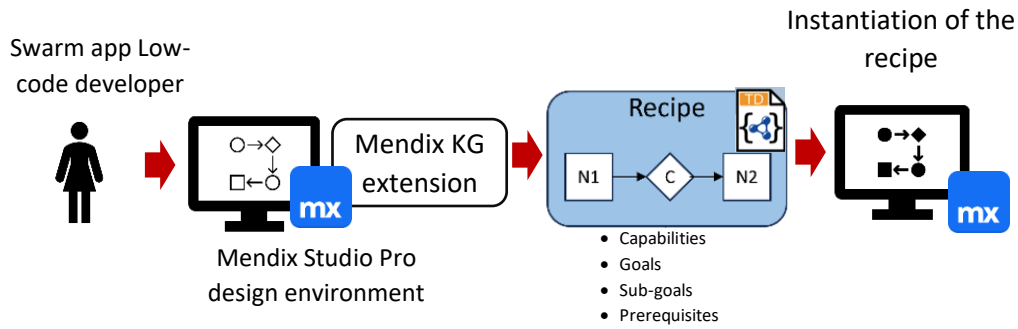 Swarm app Low-
code developer
mx
Mendix Studio Pro
design environment
Mendix KG
extension
Recipe
TD
N1
C
N2
• Capabilities
• Goals
• Sub-goals
• Prerequisites
Instantiation of the
recipe
mx